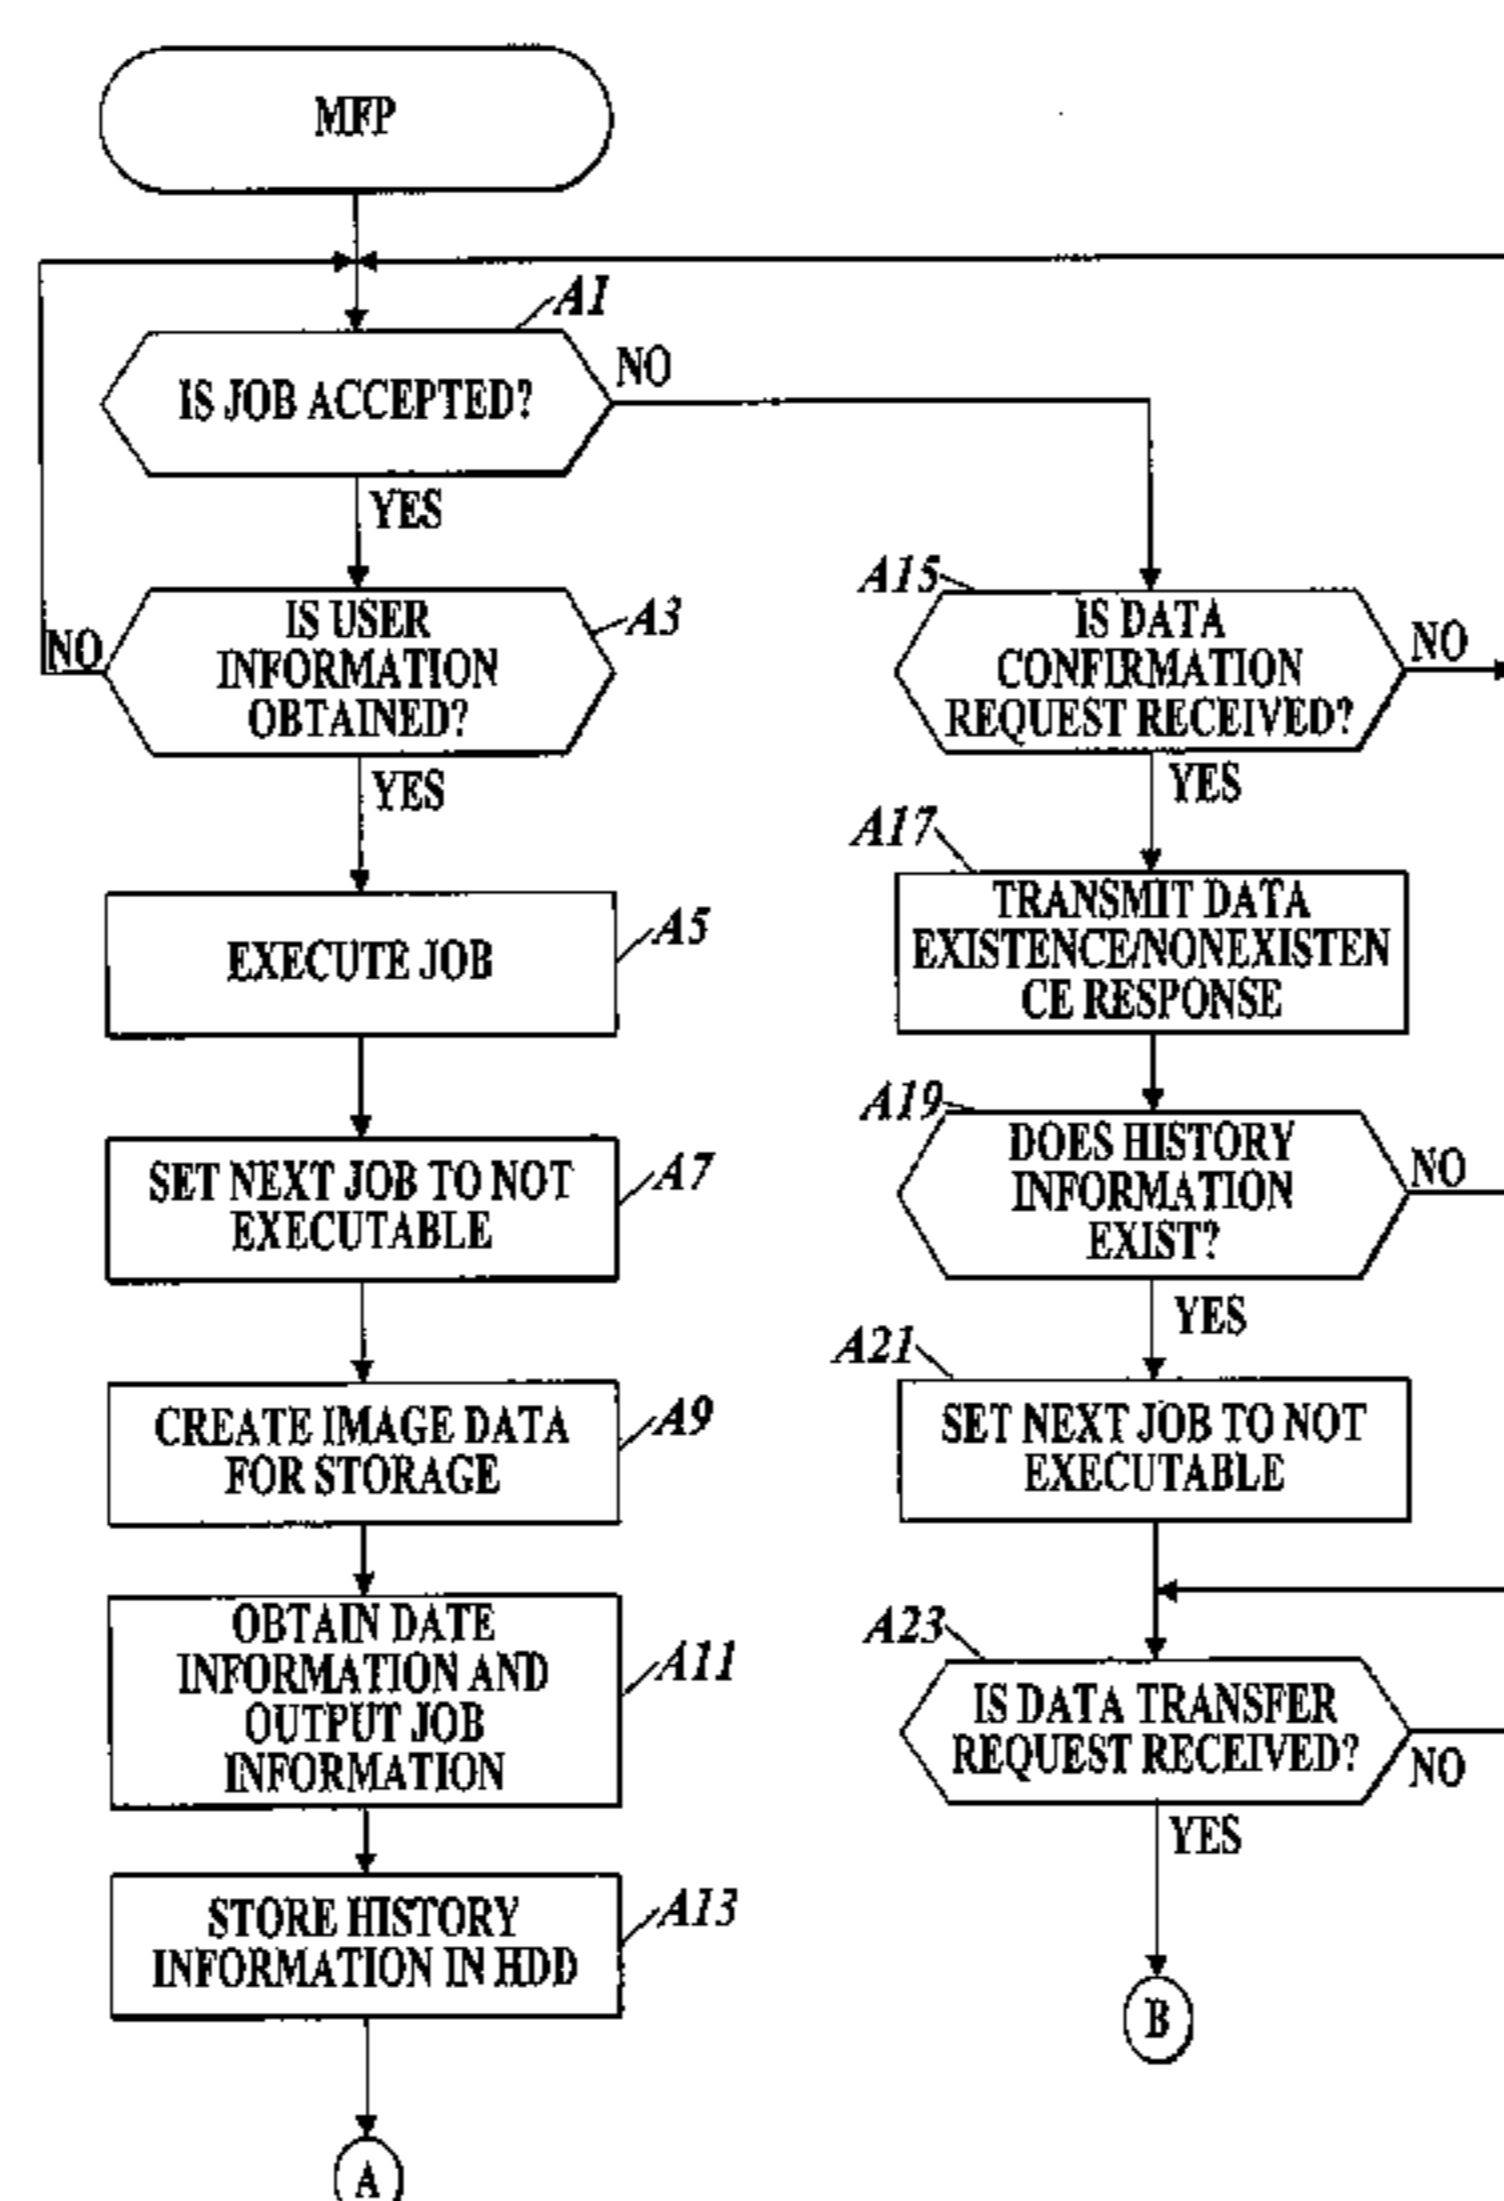 MFP
A1
IS JOB ACCEPTED?
NO
YES
A3
IS USER
INFORMATION
OBTAINED?
NO
YES
A5
EXECUTE JOB
A7
SET NEXT JOB TO NOT
EXECUTABLE
A9
CREATE IMAGE DATA
FOR STORAGE
A11
OBTAIN DATE
INFORMATION AND
OUTPUT JOB
INFORMATION
A13
STORE HISTORY
INFORMATION IN HDD
A
A15
IS DATA
CONFIRMATION
REQUEST RECEIVED?
NO
YES
A17
TRANSMIT DATA
EXISTENCE/NONEXISTEN
CE RESPONSE
A19
DOES HISTORY
INFORMATION
EXIST?
NO
YES
A21
SET NEXT JOB TO NOT
EXECUTABLE
A23
IS DATA TRANSFER
REQUEST RECEIVED?
NO
YES
B